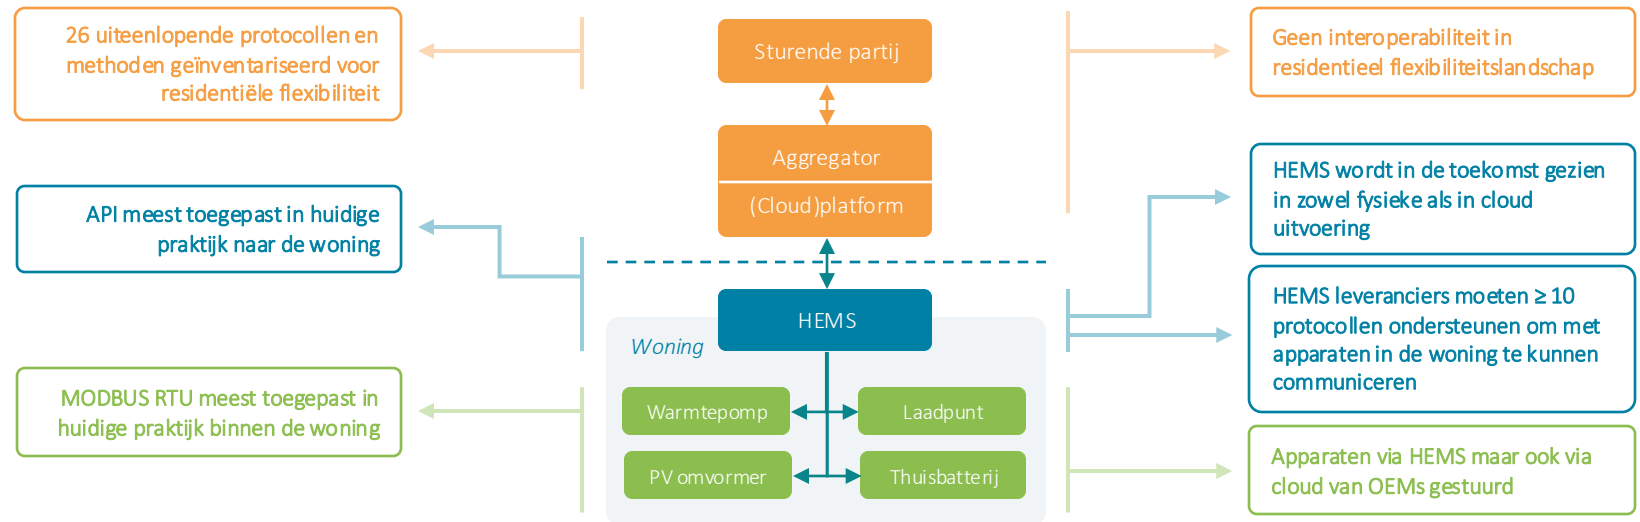 26 uiteenlopende protocollen en
methoden geïnventariseerd voor
residentiële flexibiliteit
API meest toegepast in huidige
praktijk naar de woning
MODBUS RTU meest toegepast in
huidige praktijk binnen de woning
Sturende partij
Aggregator
(Cloud)platform
HEMS
Woning
Warmtepomp
Laadpunt
PV omvormer
Thuisbatterij
Geen interoperabiliteit in
residentieel flexibiliteitslandschap
HEMS wordt in de toekomst gezien
in zowel fysieke als in cloud
uitvoering
HEMS leveranciers moeten ≥ 10
protocollen ondersteunen om met
apparaten in de woning te kunnen
communiceren
Apparaten via HEMS maar ook via
cloud van OEMs gestuurd